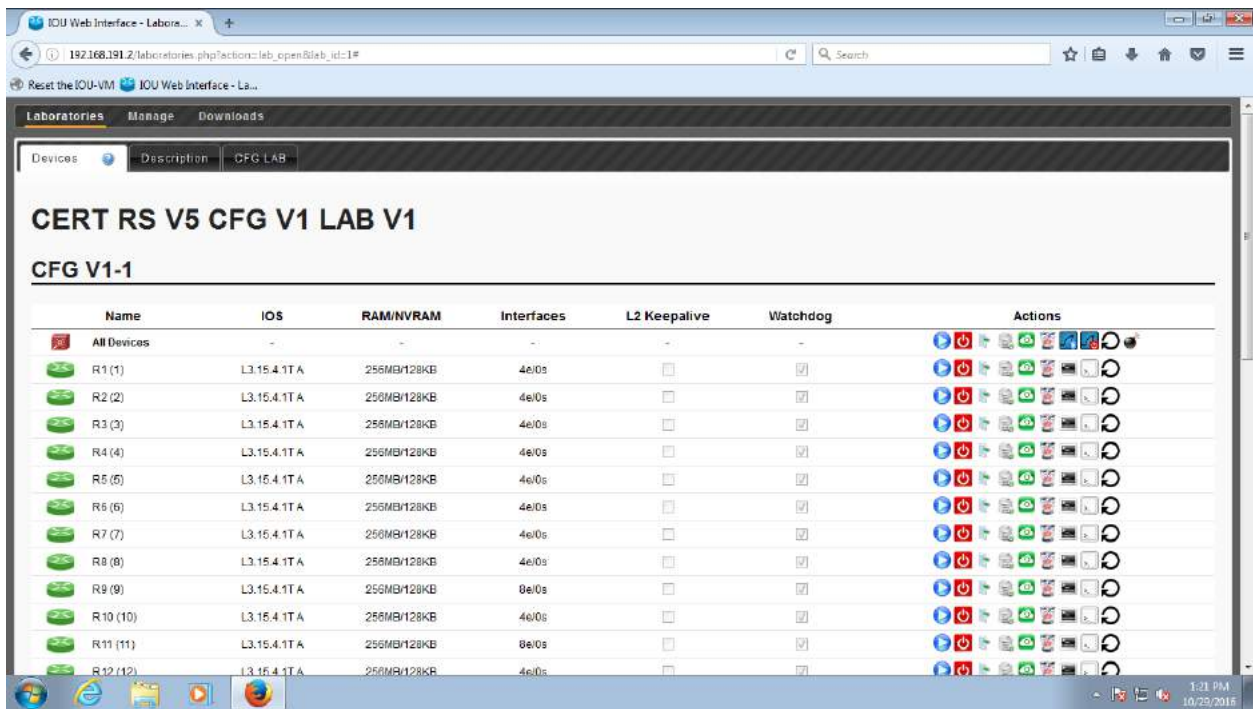 IOU Web Interface - Labora... × +
192.168.191.2/laboratories.php?action=lab_open&lab_id=1#
Search
Reset the IOU-VM IOU Web Interface - La...
Laboratories Manage Downloads
Devices Description CFG LAB
CERT RS V5 CFG V1 LAB V1
CFG V1-1
Name IOS RAM/NVRAM Interfaces L2 Keepalive Watchdog Actions
All Devices - - - - -
R1 (1) L3.15.4.1T A 256MB/128KB 4e/0s
R2 (2) L3.15.4.1T A 256MB/128KB 4e/0s
R3 (3) L3.15.4.1T A 256MB/128KB 4e/0s
R4 (4) L3.15.4.1T A 256MB/128KB 4e/0s
R5 (5) L3.15.4.1T A 256MB/128KB 4e/0s
R6 (6) L3.15.4.1T A 256MB/128KB 4e/0s
R7 (7) L3.15.4.1T A 256MB/128KB 4e/0s
R8 (8) L3.15.4.1T A 256MB/128KB 4e/0s
R9 (9) L3.15.4.1T A 256MB/128KB 8e/0s
R10 (10) L3.15.4.1T A 256MB/128KB 4e/0s
R11 (11) L3.15.4.1T A 256MB/128KB 8e/0s
R12 (12) L3.15.4.1T A 256MB/128KB 4e/0s
1:21 PM
10/29/2016